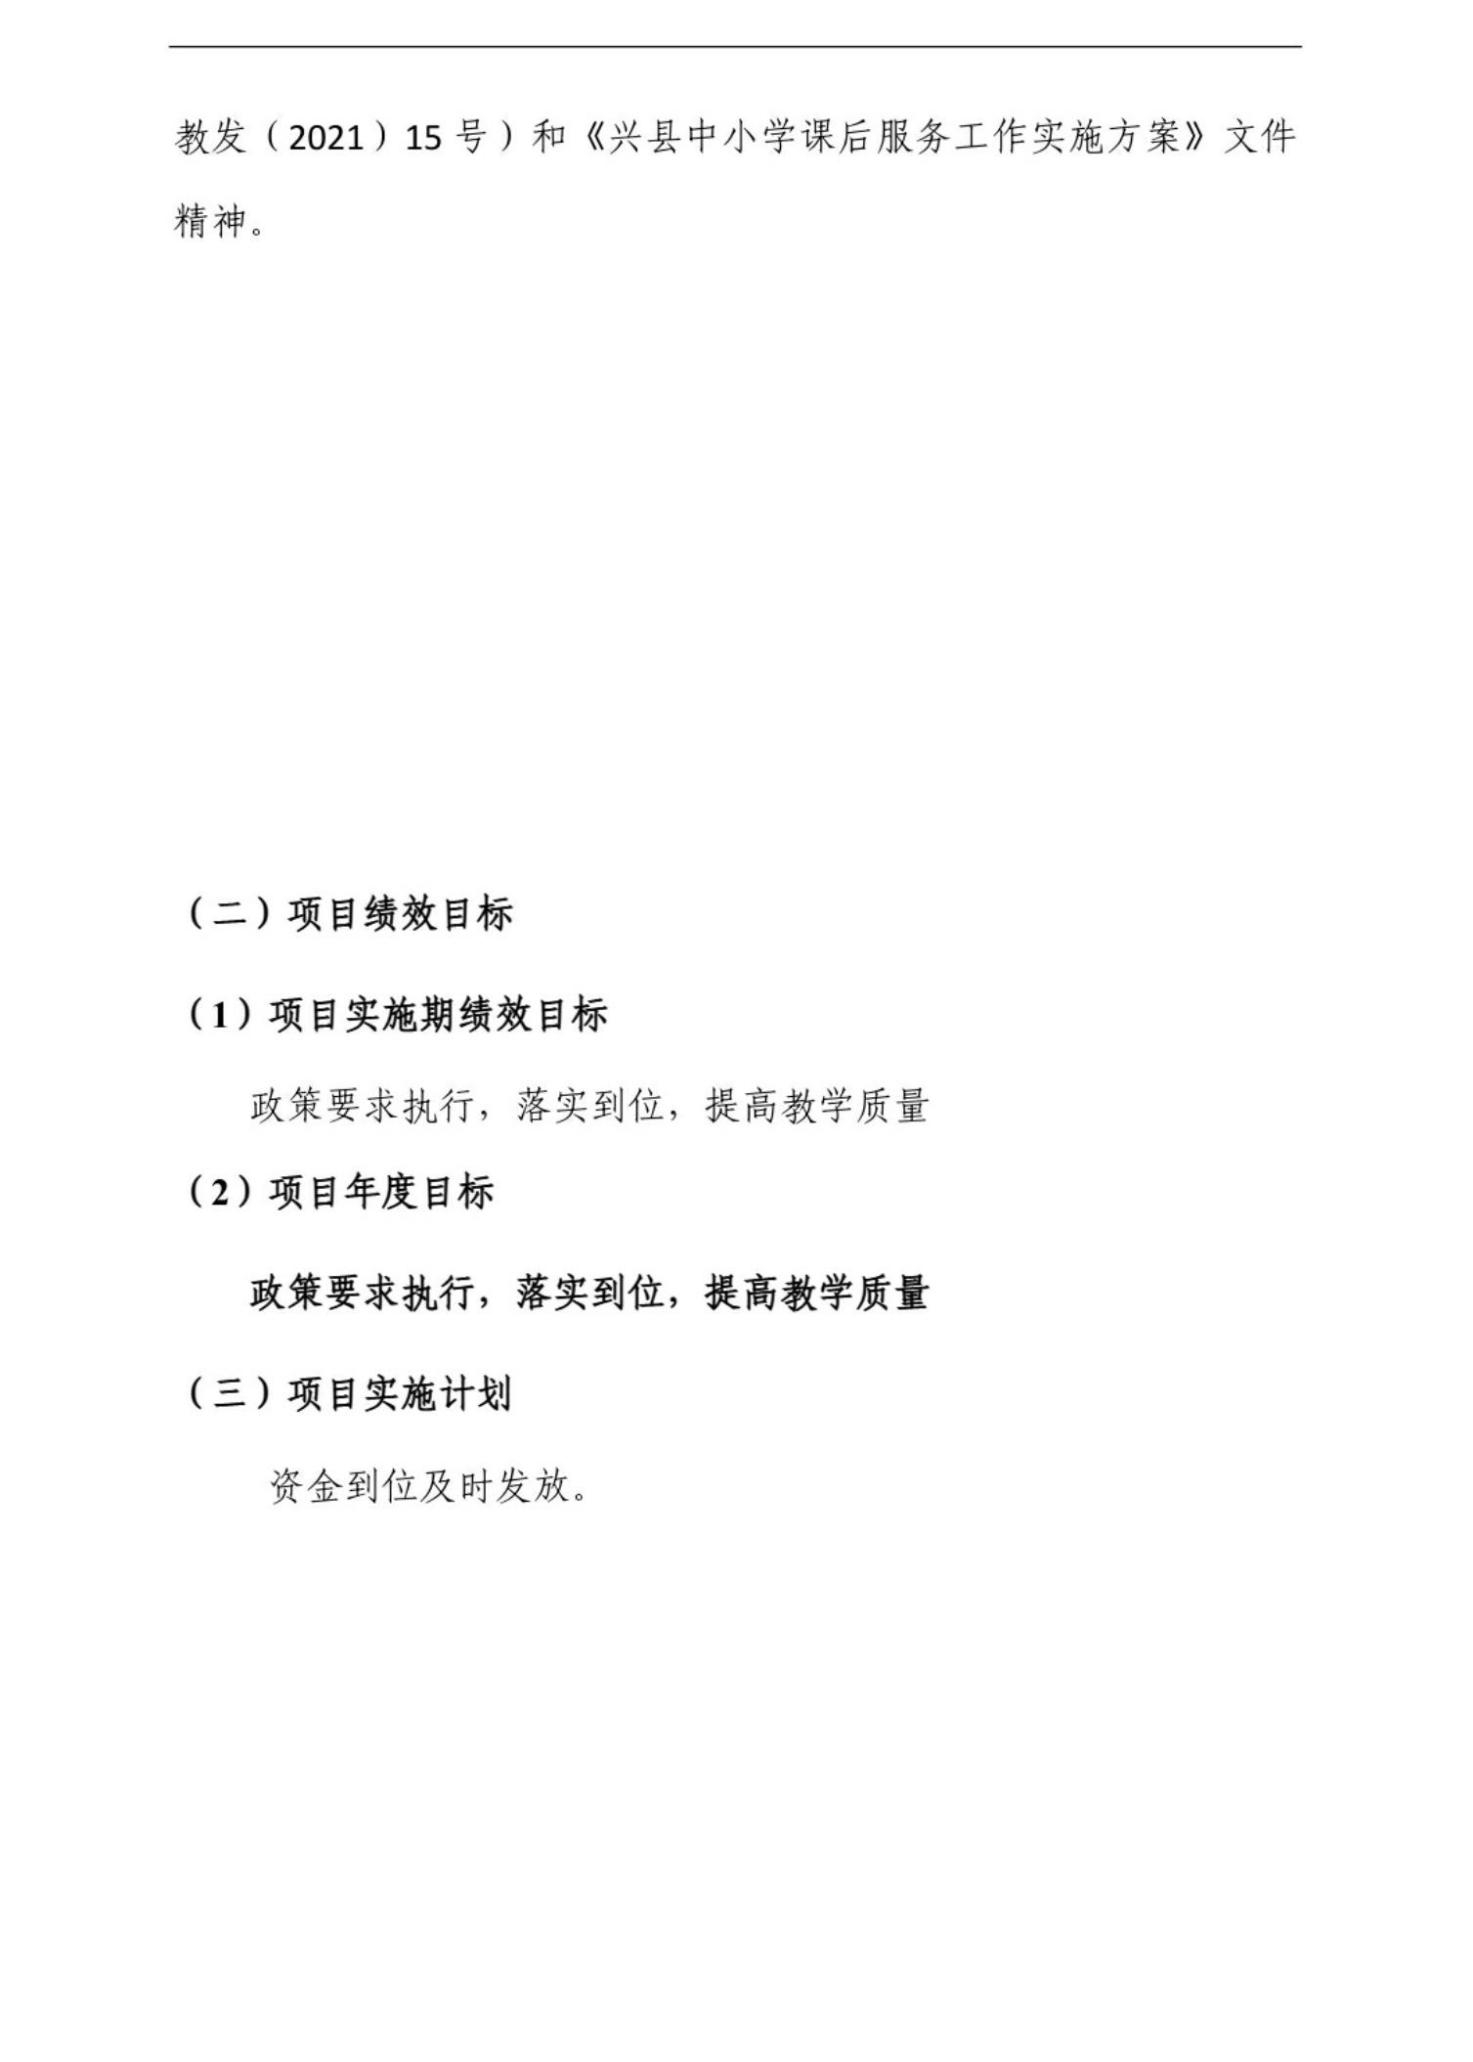 教发（2021）15 号）和《兴县中小学课后服务工作实施方案》文件
精神。
（二）项目绩效目标
（1）项目实施期绩效目标
政策要求执行，落实到位，提高教学质量
（2）项目年度目标
政策要求执行，落实到位，提高教学质量
（三）项目实施计划
资金到位及时发放。